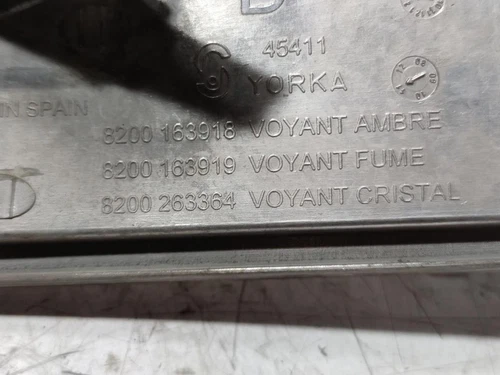 D
45411
YORKA
IN SPAIN
8200 163918 VOYANT AMBRE
8200 163919 VOYANT FUME
8200 263364 VOYANT CRISTAL